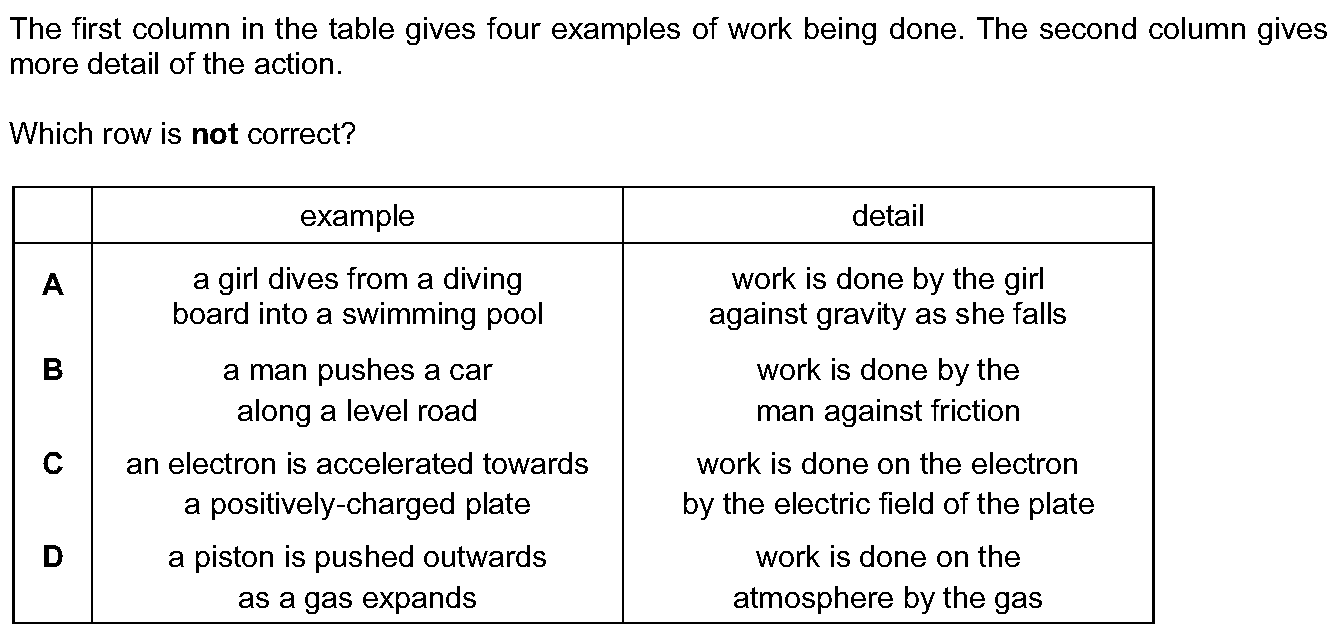 The first column in the table gives four examples of work being done. The second column gives
more detail of the action.
Which row is not correct?
example detail
A a girl dives from a diving work is done by the girl
board into a swimming pool against gravity as she falls
B a man pushes a car work is done by the
along a level road man against friction
C an electron is accelerated towards work is done on the electron
a positively-charged plate by the electric field of the plate
D a piston is pushed outwards work is done on the
as a gas expands atmosphere by the gas